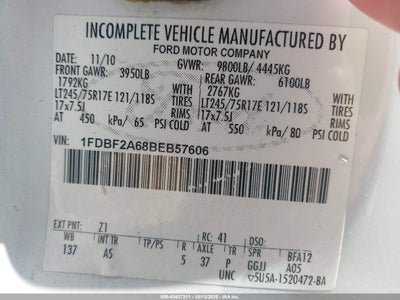 INCOMPLETE VEHICLE MANUFACTURED BY
FORD MOTOR COMPANY
DATE: 11/10 GVWR: 9800LB/ 4445KG
FRONT GAWR: 3950LB REAR GAWR: 6100LB
1792KG WITH 2767KG WITH
LT245/75R17E 121/118S TIRES LT245/75R17E 121/118S TIRES
17x7.5J RIMS 17x7.5J RIMS
AT 450 kPa/ 65 PSI COLD AT 550 kPa/ 80 PSI COLD
VIN: 1FDBF2A68BEB57606
EXT PNT: Z1 RC: 41 DSO:
WB INT TR TP/PS R AXLE TR SPR BFA12
137 AS 5 37 P GGJJ A05
UNC ▽5U5A-1520472-BA